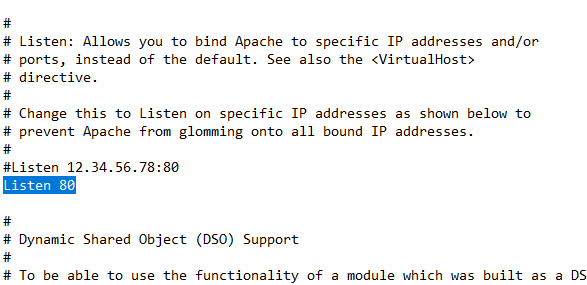 #
# Listen: Allows you to bind Apache to specific IP addresses and/or
# ports, instead of the default. See also the <VirtualHost>
# directive.
#
# Change this to Listen on specific IP addresses as shown below to
# prevent Apache from glomming onto all bound IP addresses.
#
#Listen 12.34.56.78:80
Listen 80
#
# Dynamic Shared Object (DSO) Support
#
# To be able to use the functionality of a module which was built as a DS